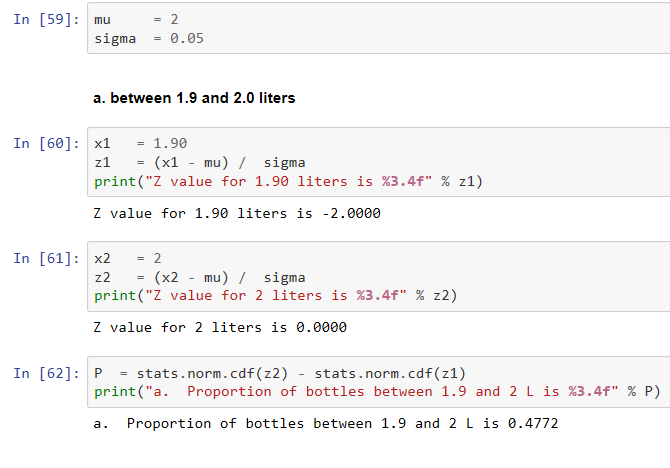 In [59]: mu = 2
sigma = 0.05
a. between 1.9 and 2.0 liters
In [60]: x1 = 1.90
z1 = (x1 - mu) / sigma
print("Z value for 1.90 liters is %3.4f" % z1)
Z value for 1.90 liters is -2.0000
In [61]: x2 = 2
z2 = (x2 - mu) / sigma
print("Z value for 2 liters is %3.4f" % z2)
Z value for 2 liters is 0.0000
In [62]: P = stats.norm.cdf(z2) - stats.norm.cdf(z1)
print("a.  Proportion of bottles between 1.9 and 2 L is %3.4f" % P)
a.  Proportion of bottles between 1.9 and 2 L is 0.4772